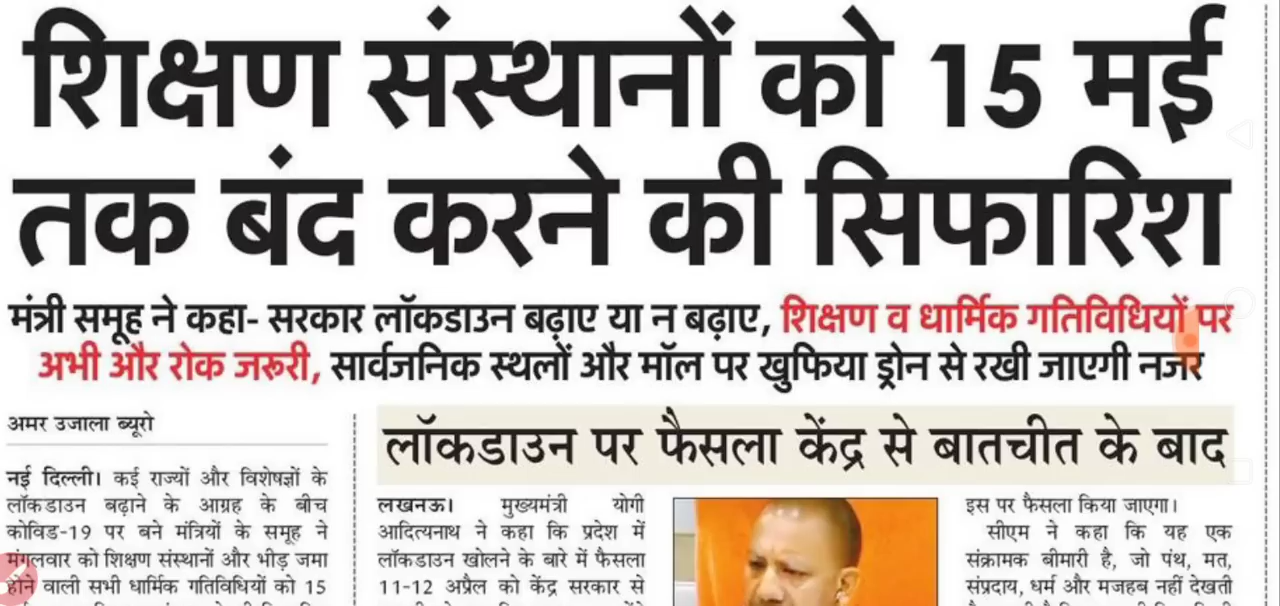 शिक्षण संस्थानों को 15 मई
तक बंद करने की सिफारिश
मंत्री समूह ने कहा- सरकार लॉकडाउन बढ़ाए या न बढ़ाए, शिक्षण व धार्मिक गतिविधियों पर
अभी और रोक जरूरी, सार्वजनिक स्थलों और मॉल पर खुफिया ड्रोन से रखी जाएगी नजर
अमर उजाला ब्यूरो
नई दिल्ली। कई राज्यों और विशेषज्ञों के
लॉकडाउन बढ़ाने के आग्रह के बीच
कोविड-19 पर बने मंत्रियों के समूह ने
मंगलवार को शिक्षण संस्थानों और भीड़ जमा
होने वाली सभी धार्मिक गतिविधियों को 15
लॉकडाउन पर फैसला केंद्र से बातचीत के बाद
लखनऊ। मुख्यमंत्री योगी
आदित्यनाथ ने कहा कि प्रदेश में
लॉकडाउन खोलने के बारे में फैसला
11-12 अप्रैल को केंद्र सरकार से
इस पर फैसला किया जाएगा।
सीएम ने कहा कि यह एक
संक्रामक बीमारी है, जो पंथ, मत,
संप्रदाय, धर्म और मजहब नहीं देखती